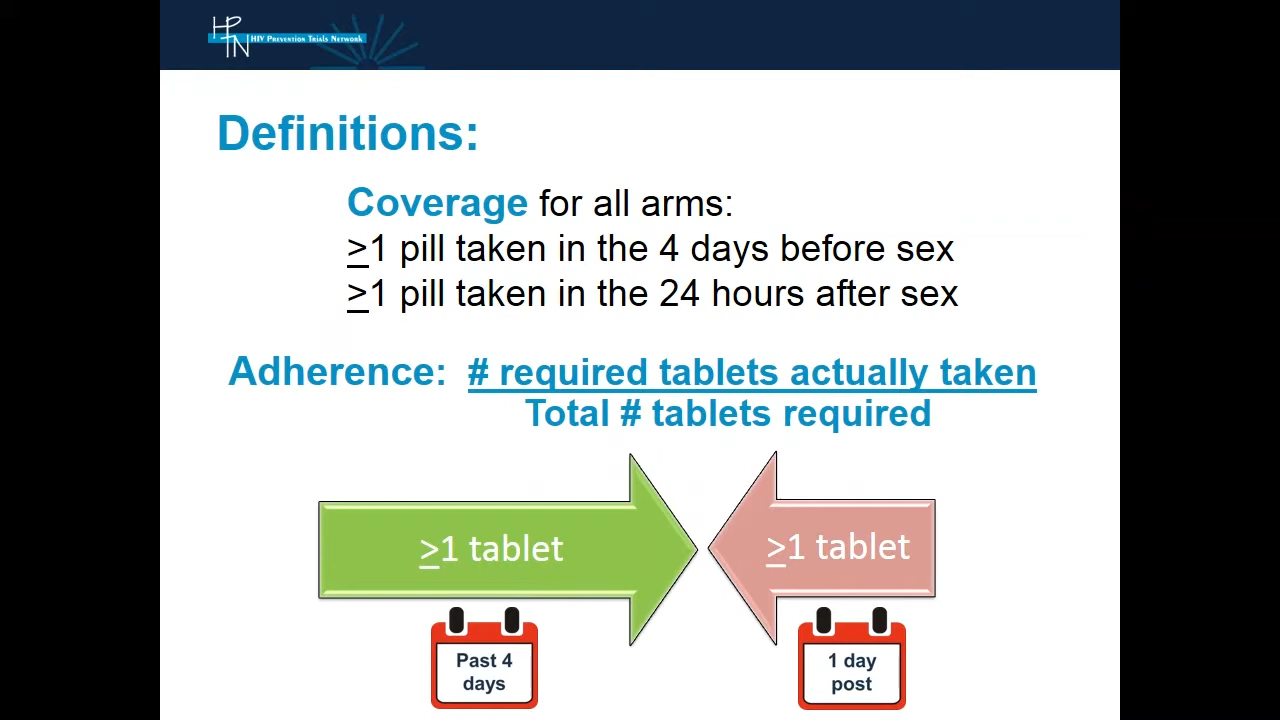 HP
TN
HIV PREVENTION TRIALS NETWORK
Definitions:
Coverage for all arms:
>1 pill taken in the 4 days before sex
>1 pill taken in the 24 hours after sex
Adherence: # required tablets actually taken
Total # tablets required
>1 tablet
>1 tablet
Past 4
days
1 day
post